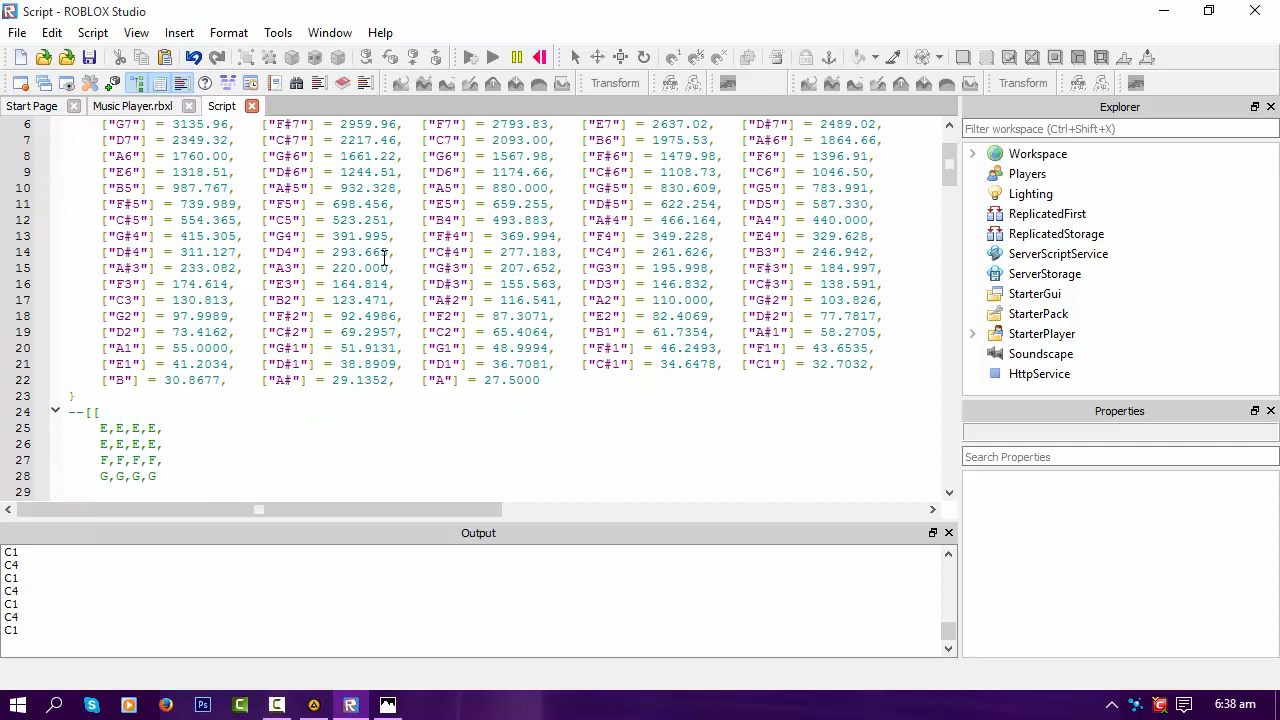 Script - ROBLOX Studio
File Edit Script View Insert Format Tools Window Help
Transform Transform
Start Page Music Player.rbxl Script
6 ["G7"] = 3135.96, ["F#7"] = 2959.96, ["F7"] = 2793.83, ["E7"] = 2637.02, ["D#7"] = 2489.02,
7 ["D7"] = 2349.32, ["C#7"] = 2217.46, ["C7"] = 2093.00, ["B6"] = 1975.53, ["A#6"] = 1864.66,
8 ["A6"] = 1760.00, ["G#6"] = 1661.22, ["G6"] = 1567.98, ["F#6"] = 1479.98, ["F6"] = 1396.91,
9 ["E6"] = 1318.51, ["D#6"] = 1244.51, ["D6"] = 1174.66, ["C#6"] = 1108.73, ["C6"] = 1046.50,
10 ["B5"] = 987.767, ["A#5"] = 932.328, ["A5"] = 880.000, ["G#5"] = 830.609, ["G5"] = 783.991,
11 ["F#5"] = 739.989, ["F5"] = 698.456, ["E5"] = 659.255, ["D#5"] = 622.254, ["D5"] = 587.330,
12 ["C#5"] = 554.365, ["C5"] = 523.251, ["B4"] = 493.883, ["A#4"] = 466.164, ["A4"] = 440.000,
13 ["G#4"] = 415.305, ["G4"] = 391.995, ["F#4"] = 369.994, ["F4"] = 349.228, ["E4"] = 329.628,
14 ["D#4"] = 311.127, ["D4"] = 293.665, ["C#4"] = 277.183, ["C4"] = 261.626, ["B3"] = 246.942,
15 ["A#3"] = 233.082, ["A3"] = 220.000, ["G#3"] = 207.652, ["G3"] = 195.998, ["F#3"] = 184.997,
16 ["F3"] = 174.614, ["E3"] = 164.814, ["D#3"] = 155.563, ["D3"] = 146.832, ["C#3"] = 138.591,
17 ["C3"] = 130.813, ["B2"] = 123.471, ["A#2"] = 116.541, ["A2"] = 110.000, ["G#2"] = 103.826,
18 ["G2"] = 97.9989, ["F#2"] = 92.4986, ["F2"] = 87.3071, ["E2"] = 82.4069, ["D#2"] = 77.7817,
19 ["D2"] = 73.4162, ["C#2"] = 69.2957, ["C2"] = 65.4064, ["B1"] = 61.7354, ["A#1"] = 58.2705,
20 ["A1"] = 55.0000, ["G#1"] = 51.9131, ["G1"] = 48.9994, ["F#1"] = 46.2493, ["F1"] = 43.6535,
21 ["E1"] = 41.2034, ["D#1"] = 38.8909, ["D1"] = 36.7081, ["C#1"] = 34.6478, ["C1"] = 32.7032,
22 ["B"] = 30.8677, ["A#"] = 29.1352, ["A"] = 27.5000
23 }
24 --[[
25 E,E,E,E,
26 E,E,E,E,
27 F,F,F,F,
28 G,G,G,G
29
Output
C1
C4
C1
C4
C1
C4
C1
Explorer
Filter workspace (Ctrl+Shift+X)
Workspace
Players
Lighting
ReplicatedFirst
ReplicatedStorage
ServerScriptService
ServerStorage
StarterGui
StarterPack
StarterPlayer
Soundscape
HttpService
Properties
Search Properties
Ps
6:38 am